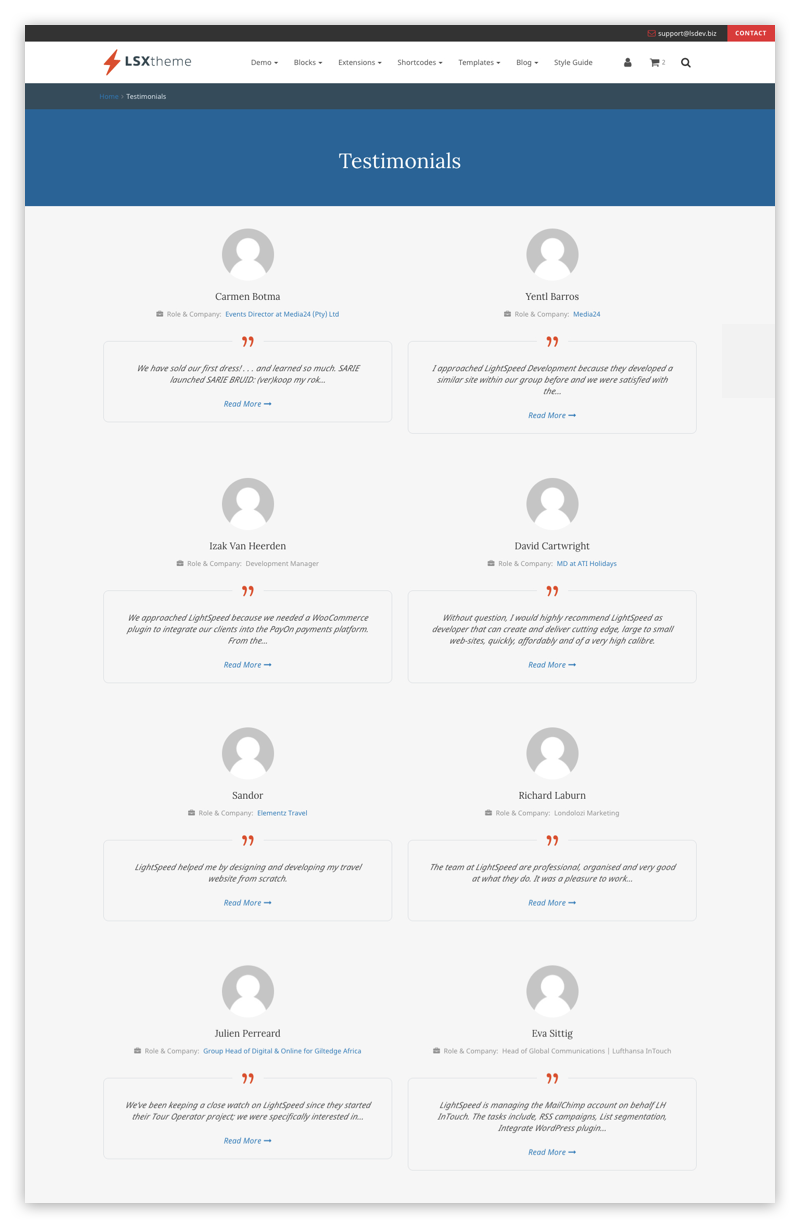 support@lsdev.biz
CONTACT
LSXtheme
Demo
Blocks
Extensions
Shortcodes
Templates
Blog
Style Guide
2
Home › Testimonials
Testimonials
Carmen Botma
Role & Company: Events Director at Media24 (Pty) Ltd
”
We have sold our first dress! . . . and learned so much. SARIE
launched SARIE BRUID: (ver)koop my rok…
Read More
Yentl Barros
Role & Company: Media24
”
I approached LightSpeed Development because they developed a
similar site within our group before and we were satisfied with
the…
Read More
Izak Van Heerden
Role & Company: Development Manager
”
We approached LightSpeed because we needed a WooCommerce
plugin to integrate our clients into the PayOn payments platform.
From the…
Read More
David Cartwright
Role & Company: MD at ATI Holidays
”
Without question, I would highly recommend LightSpeed as
developer that can create and deliver cutting edge, large to small
web-sites, quickly, affordably and of a very high calibre.
Read More
Sandor
Role & Company: Elementz Travel
”
LightSpeed helped me by designing and developing my travel
website from scratch.
Read More
Richard Laburn
Role & Company: Londolozi Marketing
”
The team at LightSpeed are professional, organised and very good
at what they do. It was a pleasure to work…
Read More
Julien Perreard
Role & Company: Group Head of Digital & Online for Giltedge Africa
”
We've been keeping a close watch on LightSpeed since they started
their Tour Operator project; we were specifically interested in…
Read More
Eva Sittig
Role & Company: Head of Global Communications | Lufthansa InTouch
”
LightSpeed is managing the MailChimp account on behalf LH
InTouch. The tasks include, RSS campaigns, List segmentation,
Integrate WordPress plugin…
Read More